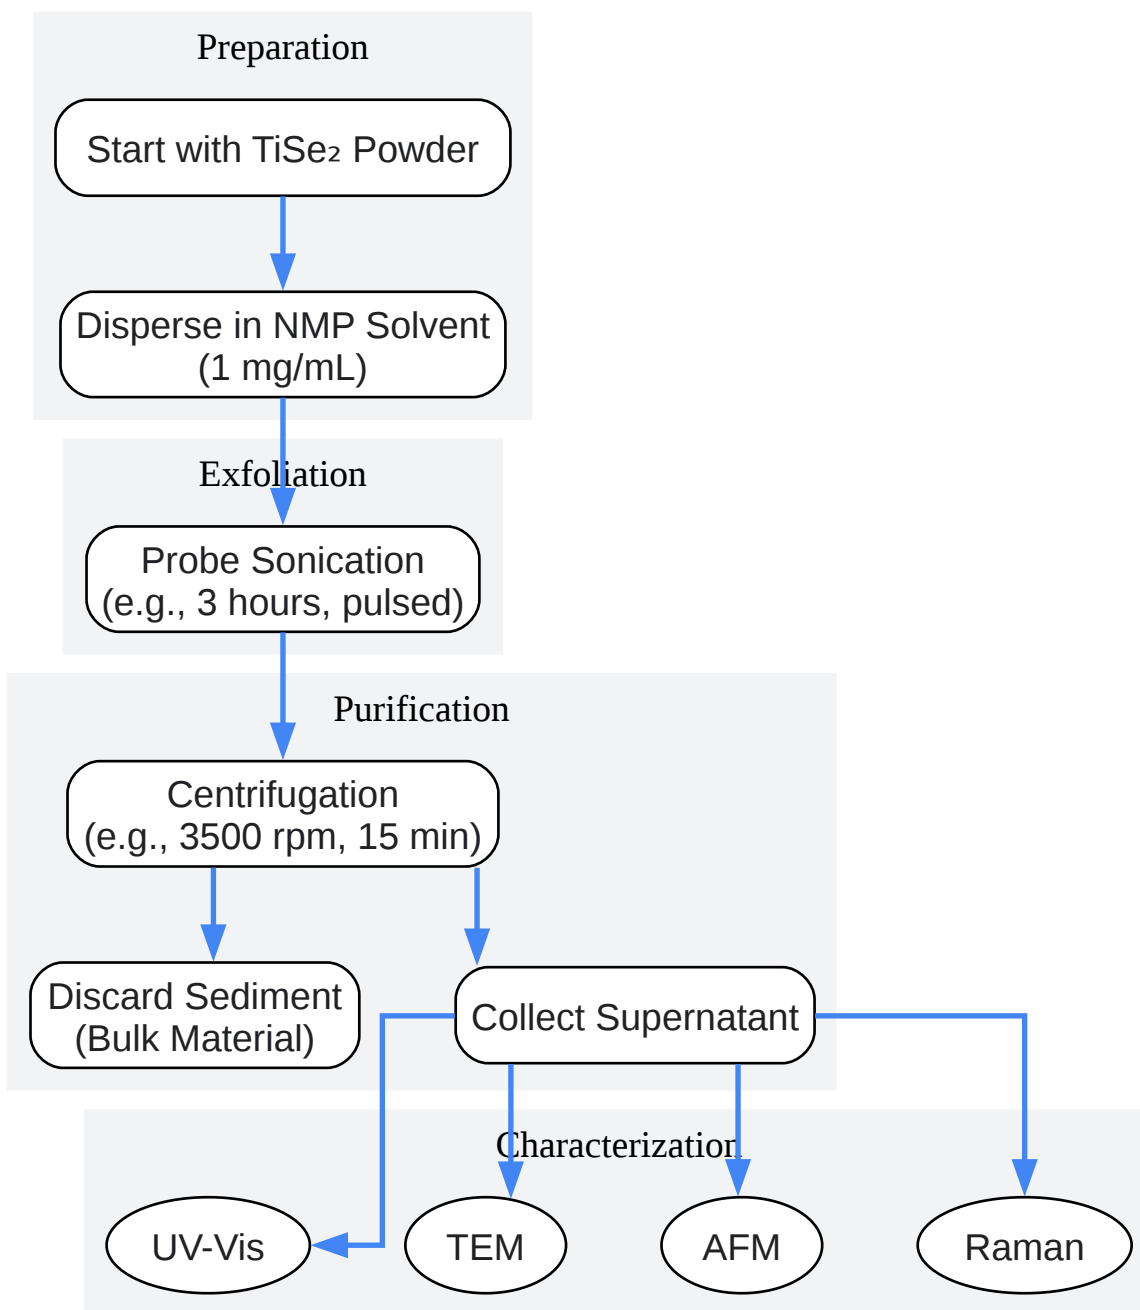 Preparation
Start with TiSe₂ Powder
Disperse in NMP Solvent
(1 mg/mL)
Exfoliation
Probe Sonication
(e.g., 3 hours, pulsed)
Purification
Centrifugation
(e.g., 3500 rpm, 15 min)
Discard Sediment
(Bulk Material)
Collect Supernatant
Characterization
UV-Vis
TEM
AFM
Raman